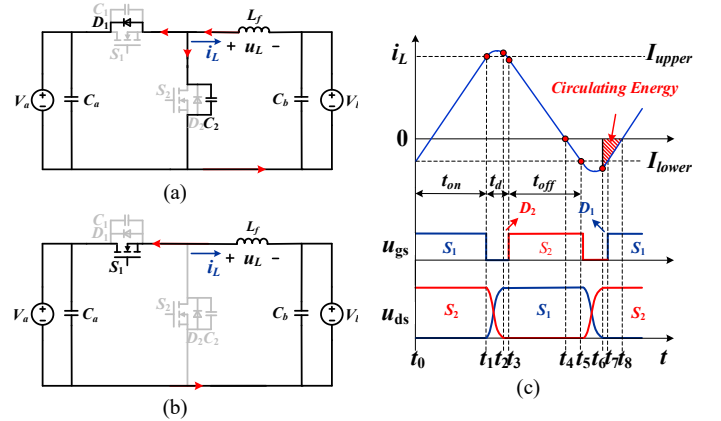 C1
D1
S1
Lf
iL + uL −
Va
Ca
S2
D2
C2
Cb
Vl
(a)
C1
D1
S1
Lf
iL + uL −
Va
Ca
S2
D2 C2
Cb
Vl
(b)
iL
Iupper
Circulating Energy
0
Ilower
ton
td
toff
D2
D1
ugs
S1
S2
S1
uds
S2
S1
S2
t0
t1 t2 t3
t4 t5 t6 t7 t8
t
(c)